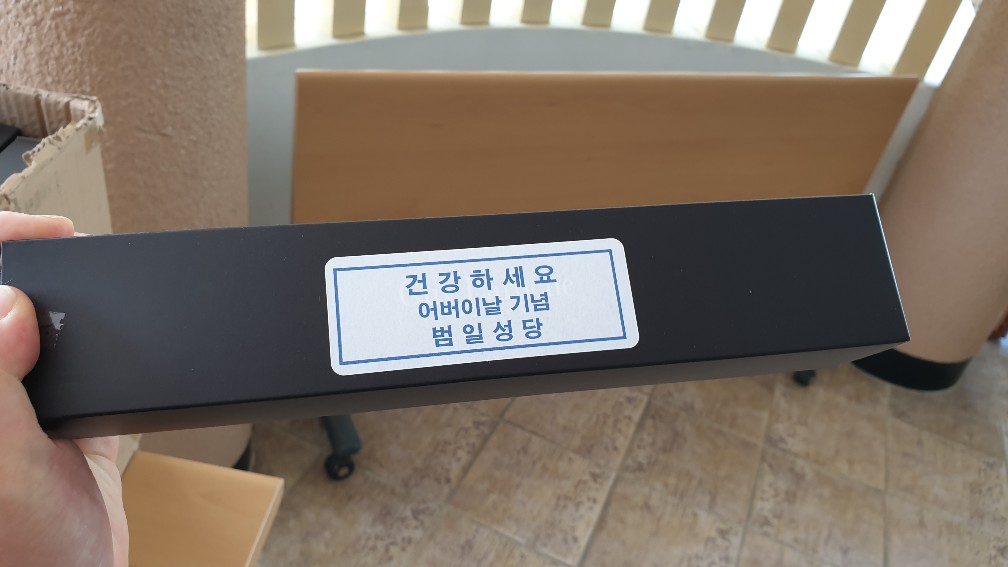 건강하세요
어버이날 기념
범일성당